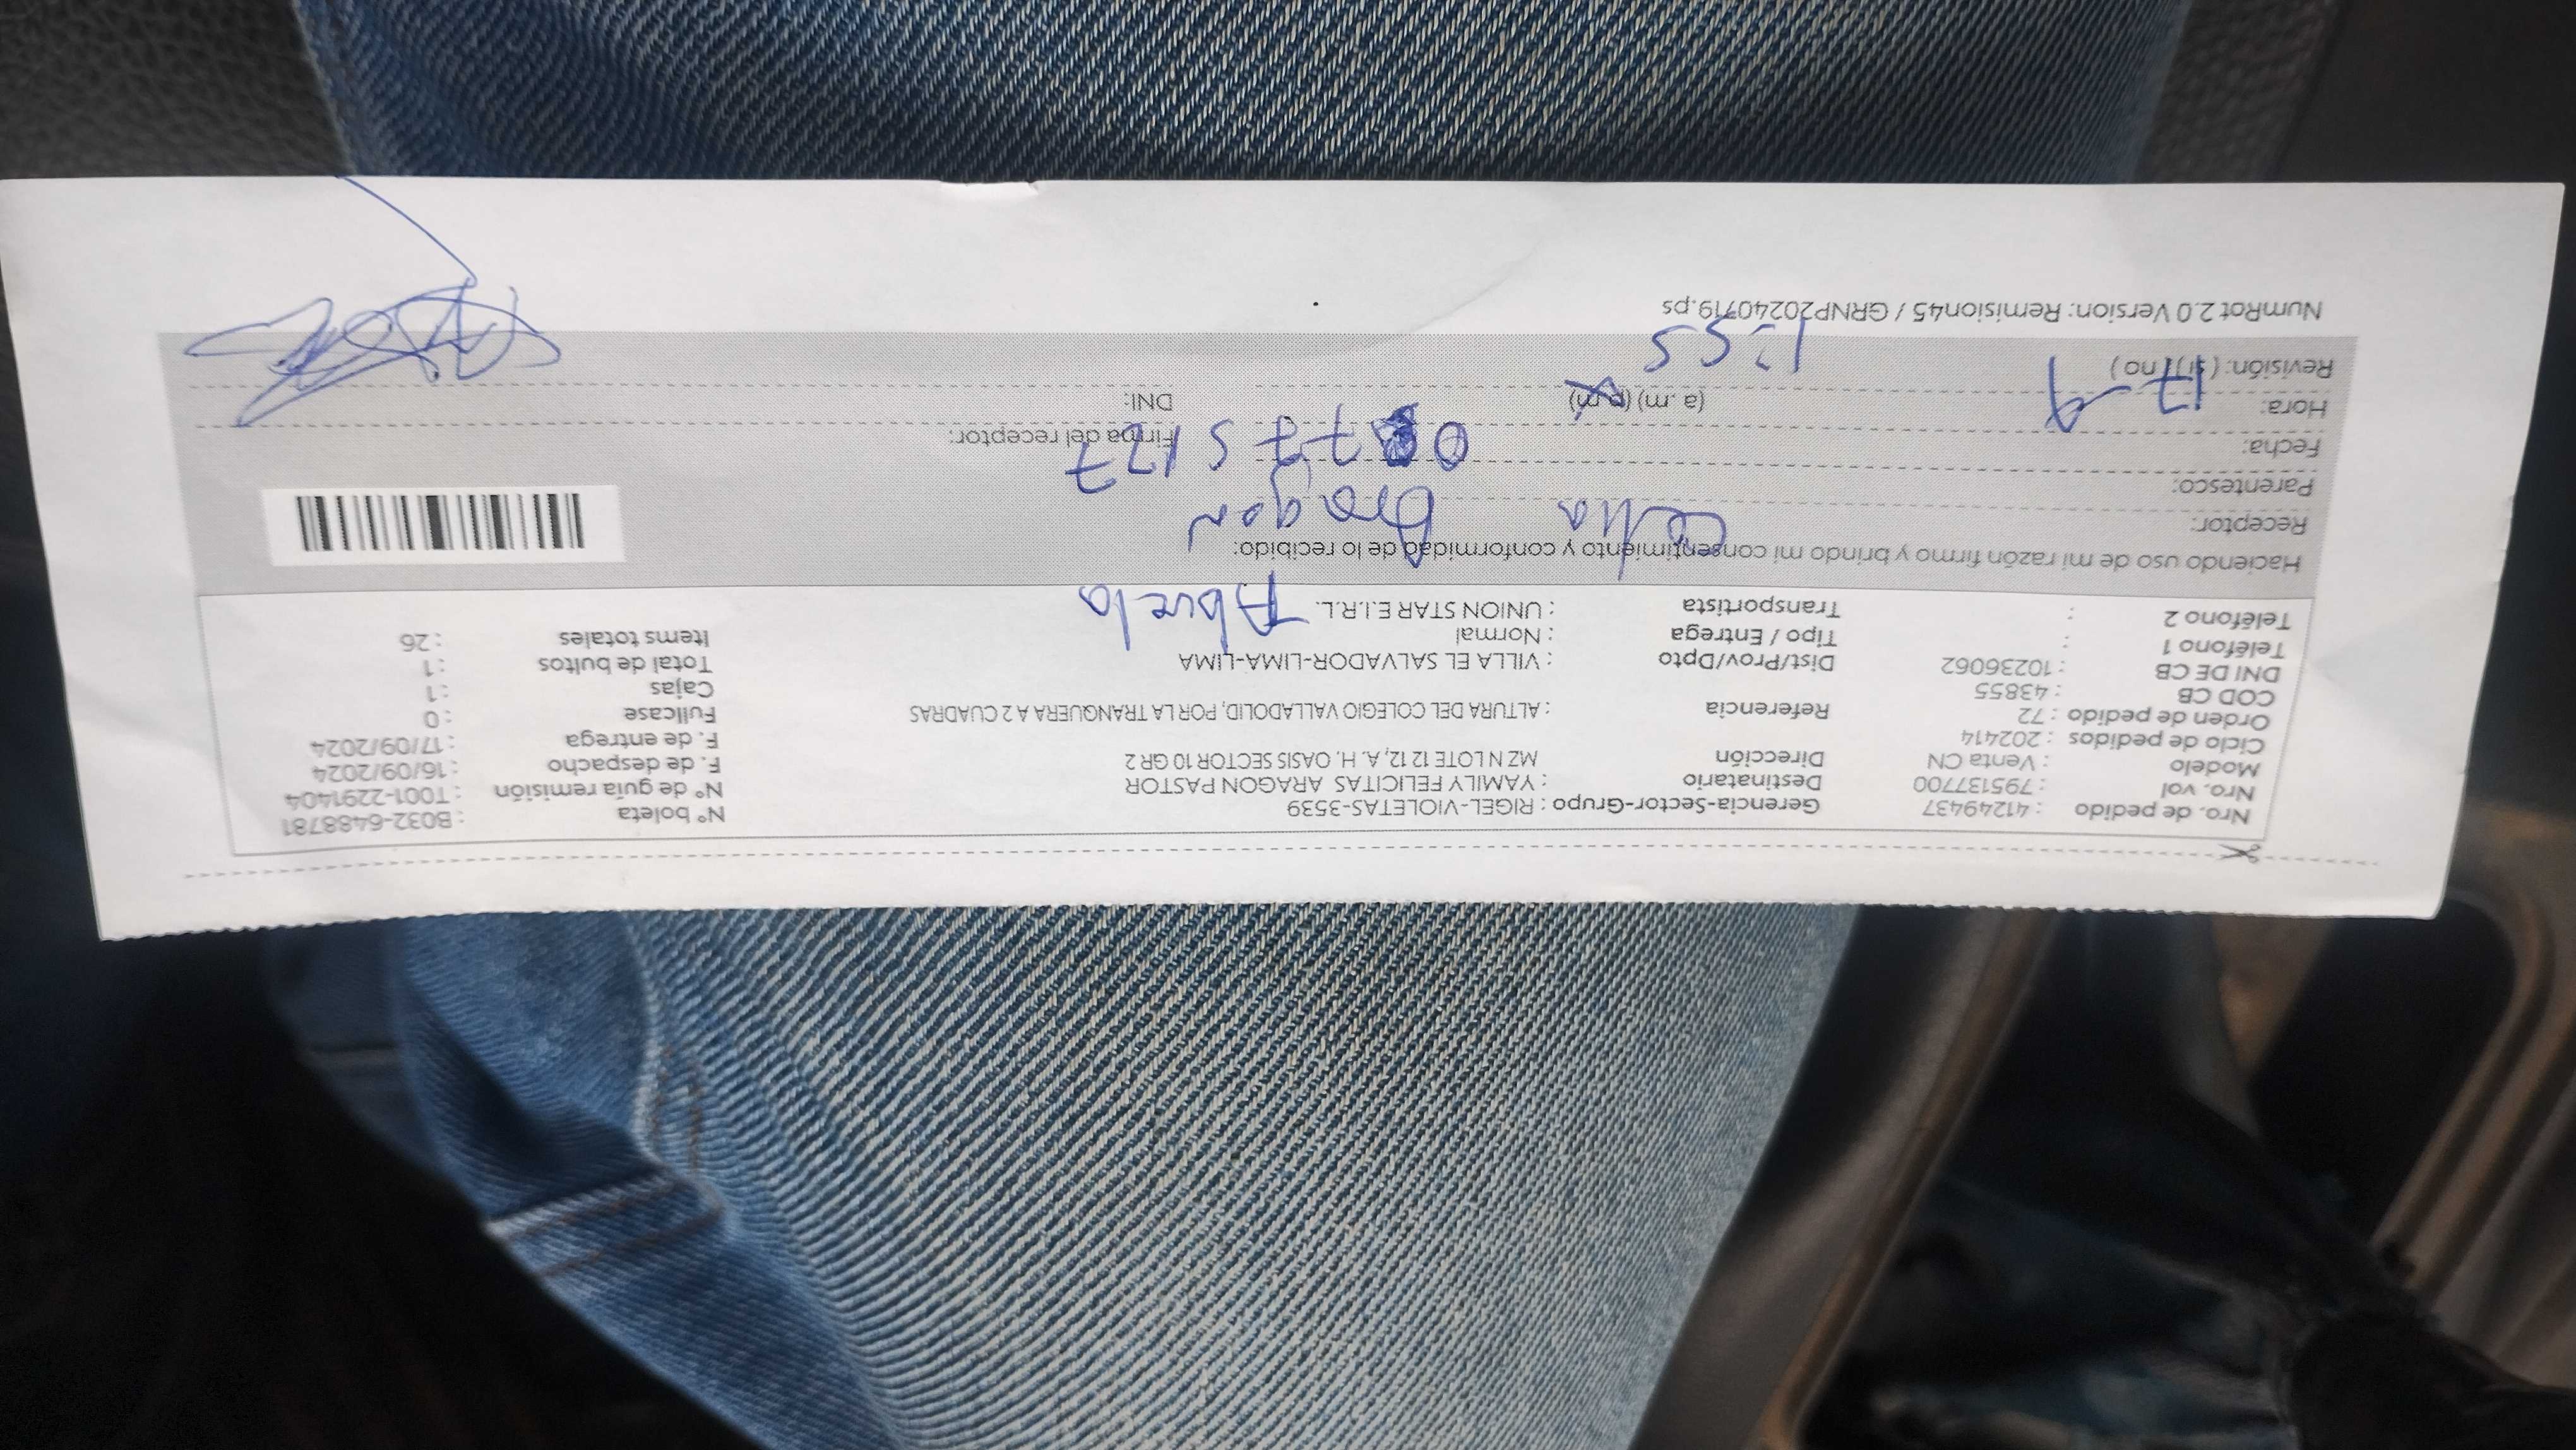 Nro. de pedido : 41249437 Gerencia-Sector-Grupo : RIGEL-VIOLETAS-3539 N° boleta : B032-6488781
Nro. vol : 795137700 Destinatario : YAMILY FELICITAS ARAGON PASTOR N° de guía remisión : T001-2291404
Modelo : Venta CN Dirección MZ N LOTE 12 12, A. H. OASIS SECTOR 10 GR 2 F. de despacho : 16/09/2024
Ciclo de pedidos : 202414 F. de entrega : 17/09/2024
Orden de pedido : 72 Referencia : ALTURA DEL COLEGIO VALLADOLID, POR LA TRANQUERA A 2 CUADRAS Fullcase : 0
COD CB : 43855 Cajas : 1
DNI DE CB : 10236062 Dist/Prov/Dpto : VILLA EL SALVADOR-LIMA-LIMA Total de bultos : 1
Teléfono 1 : Tipo / Entrega : Normal Items totales : 26
Teléfono 2 : Transportista : UNION STAR E.I.R.L.
Abuela
Haciendo uso de mi razón firmo y brindo mi consentimiento y conformidad de lo recibido:
Receptor: Aragon
Parentesco:
Fecha: Firma del receptor:
Hora: 17-9 (a.m) (p.m) DNI:
Revisión: ( si ) ( no ) 1:55
NumRot 2.0 Version: Remision45 / GRNP20240719.ps